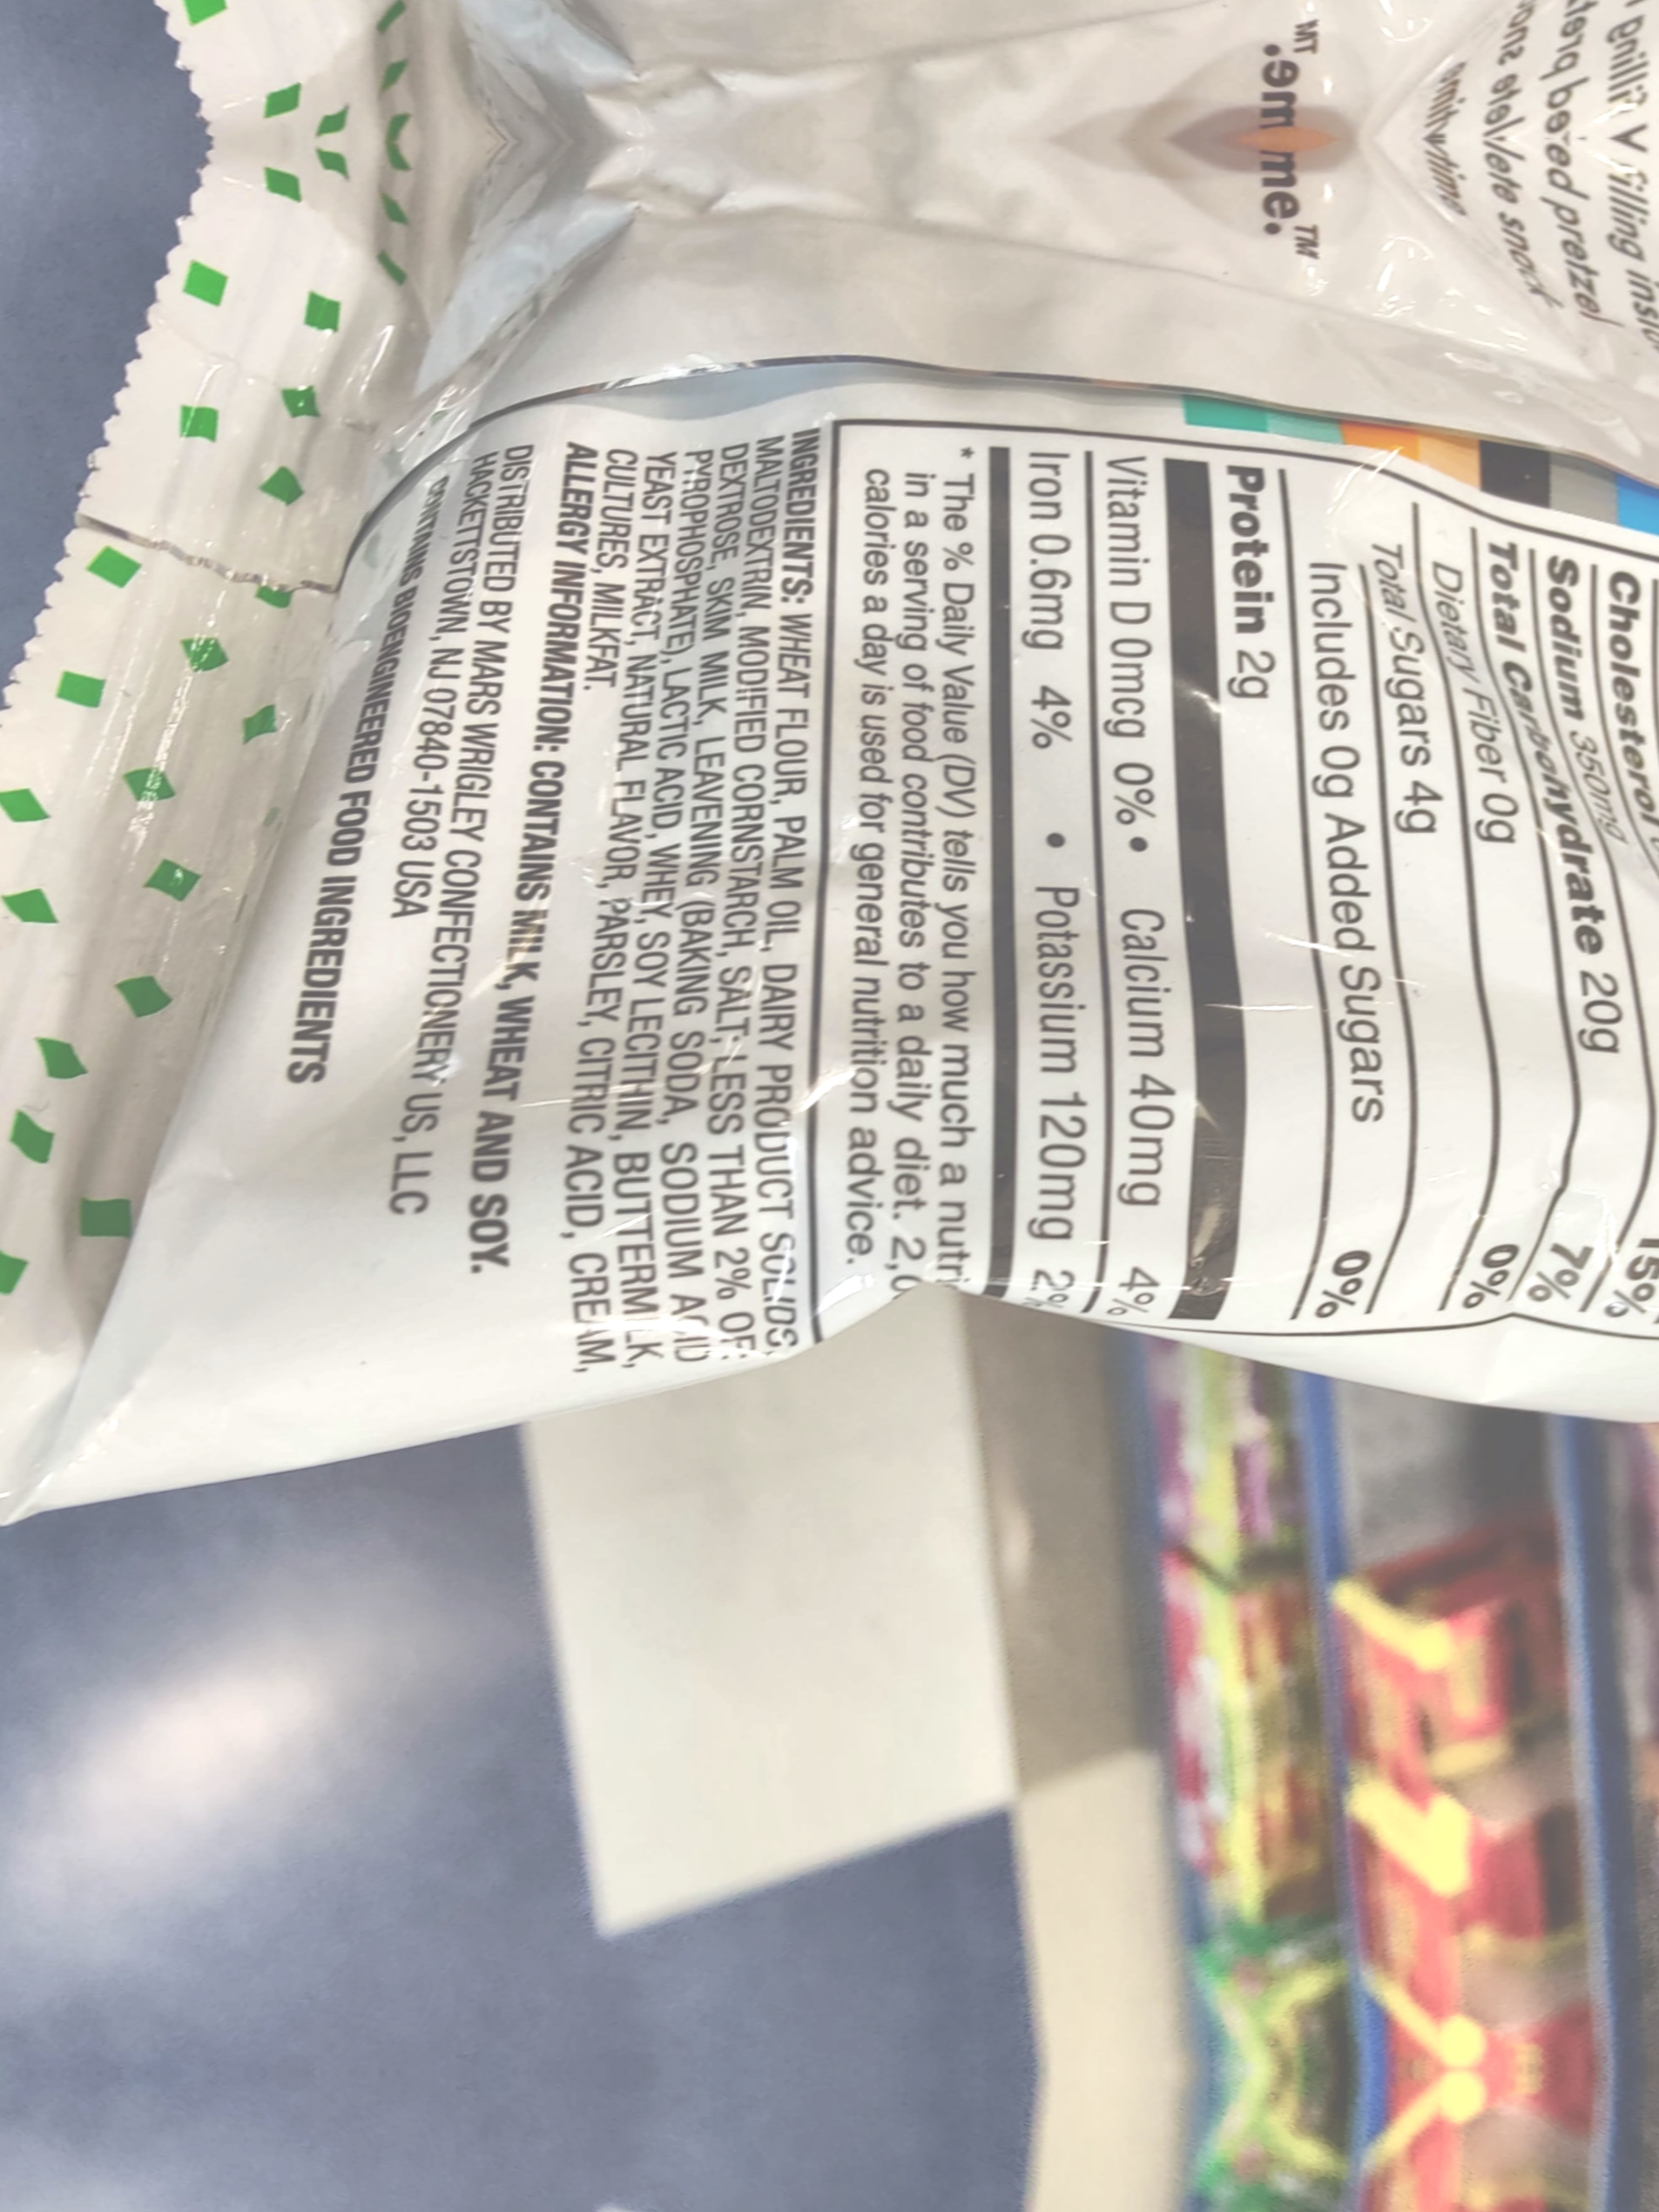 filling insi
based pretzel
snack
me.™
Cholesterol
Sodium 350mg 15%
Total Carbohydrate 20g 7%
Dietary Fiber 0g 0%
Total Sugars 4g
Includes 0g Added Sugars 0%
Protein 2g
Vitamin D 0mcg 0% • Calcium 40mg 4%
Iron 0.6mg 4% • Potassium 120mg 2%
* The % Daily Value (DV) tells you how much a nutri
in a serving of food contributes to a daily diet. 2,0
calories a day is used for general nutrition advice.
INGREDIENTS: WHEAT FLOUR, PALM OIL, DAIRY PRODUCT SOLIDS,
MALTODEXTRIN, MODIFIED CORNSTARCH, SALT; LESS THAN 2% OF:
DEXTROSE, SKIM MILK, LEAVENING (BAKING SODA, SODIUM ACID
PYROPHOSPHATE), LACTIC ACID, WHEY, SOY LECITHIN, BUTTERMILK,
YEAST EXTRACT, NATURAL FLAVOR, PARSLEY, CITRIC ACID, CREAM,
CULTURES, MILKFAT.
ALLERGY INFORMATION: CONTAINS MILK, WHEAT AND SOY.
DISTRIBUTED BY MARS WRIGLEY CONFECTIONERY US, LLC
HACKETTSTOWN, NJ 07840-1503 USA
CONTAINS BIOENGINEERED FOOD INGREDIENTS